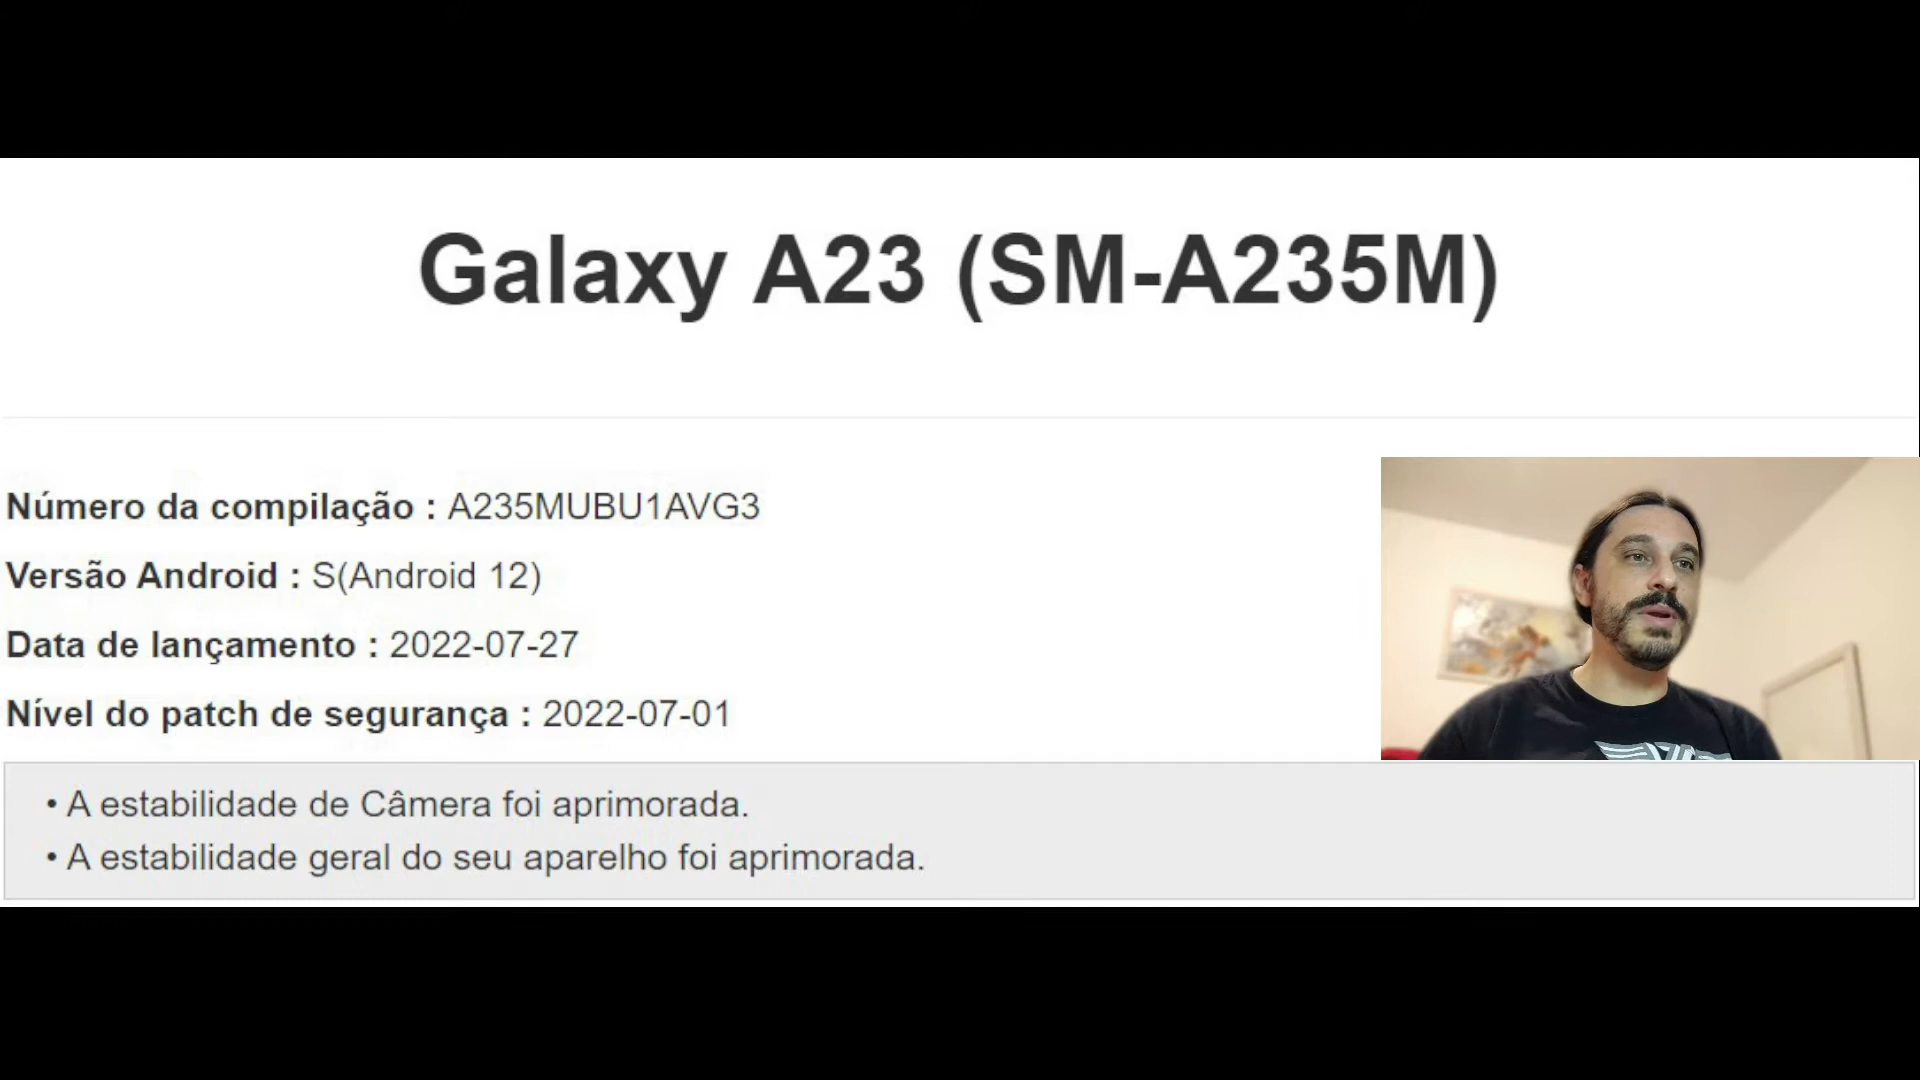 Galaxy A23 (SM-A235M)
Número da compilação : A235MUBU1AVG3
Versão Android : S(Android 12)
Data de lançamento : 2022-07-27
Nível do patch de segurança : 2022-07-01
• A estabilidade de Câmera foi aprimorada.
• A estabilidade geral do seu aparelho foi aprimorada.